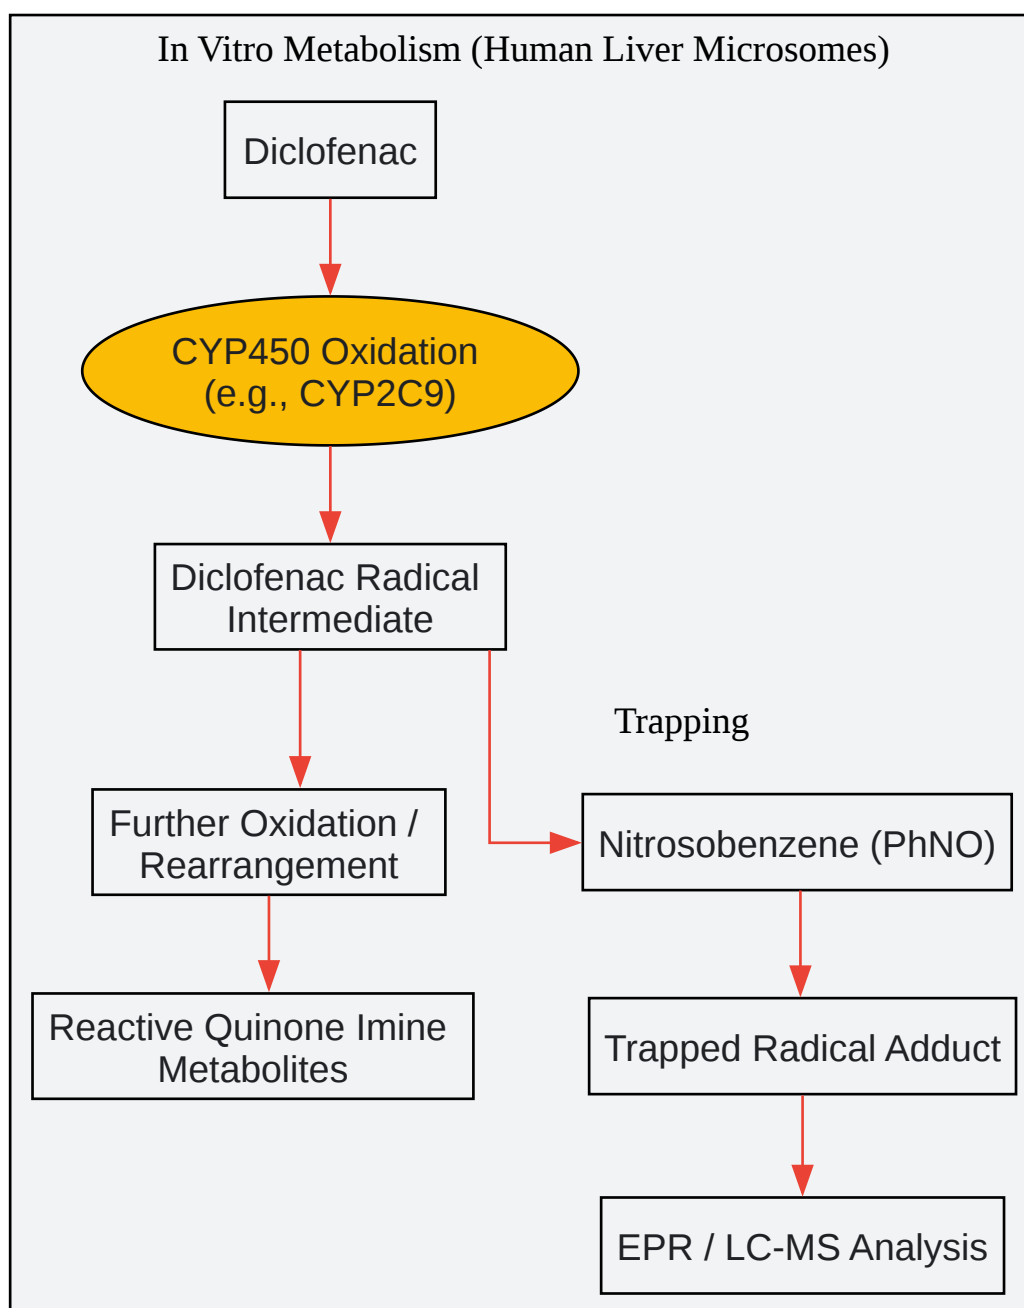 In Vitro Metabolism (Human Liver Microsomes)
Diclofenac
CYP450 Oxidation
(e.g., CYP2C9)
Diclofenac Radical
Intermediate
Trapping
Further Oxidation /
Rearrangement
Nitrosobenzene (PhNO)
Reactive Quinone Imine
Metabolites
Trapped Radical Adduct
EPR / LC-MS Analysis